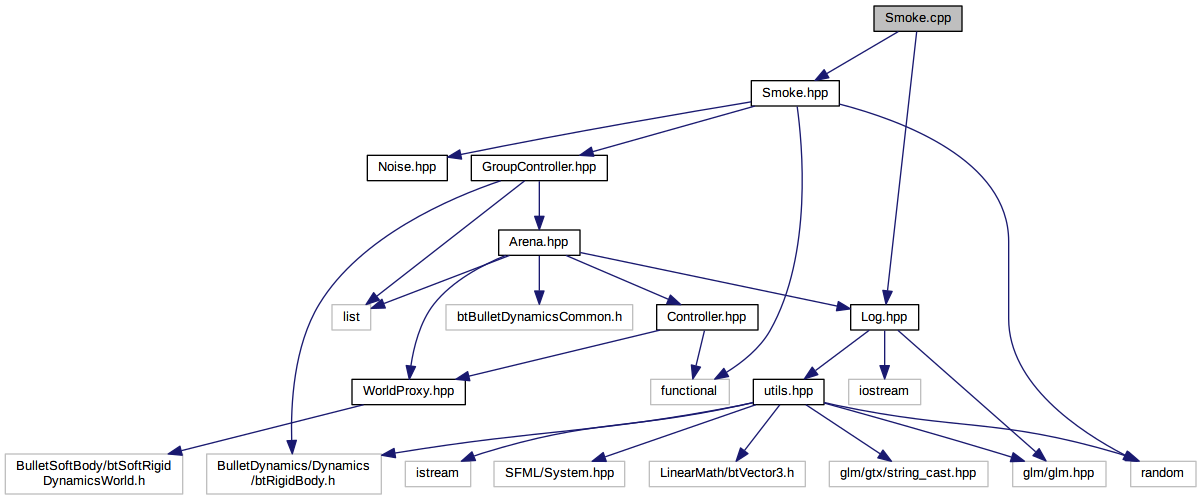 Smoke.cpp
Smoke.hpp
Noise.hpp
GroupController.hpp
Arena.hpp
list
btBulletDynamicsCommon.h
Controller.hpp
Log.hpp
WorldProxy.hpp
functional
utils.hpp
iostream
BulletSoftBody/btSoftRigid
DynamicsWorld.h
BulletDynamics/Dynamics
/btRigidBody.h
istream
SFML/System.hpp
LinearMath/btVector3.h
glm/gtx/string_cast.hpp
glm/glm.hpp
random